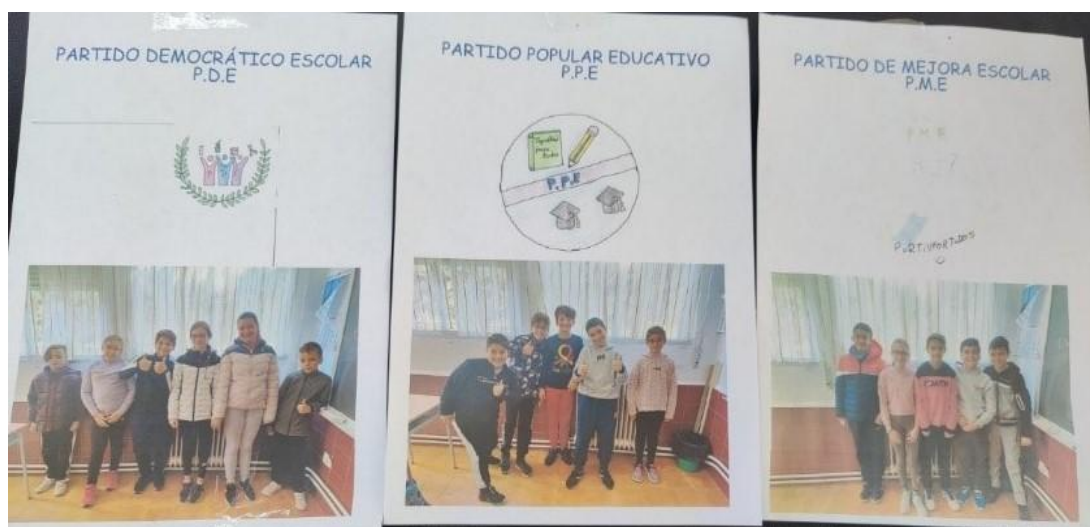 PARTIDO DEMOCRÁTICO ESCOLAR
P.D.E
PARTIDO POPULAR EDUCATIVO
P.P.E
P.P.E
PARTIDO DE MEJORA ESCOLAR
P.M.E
P M E